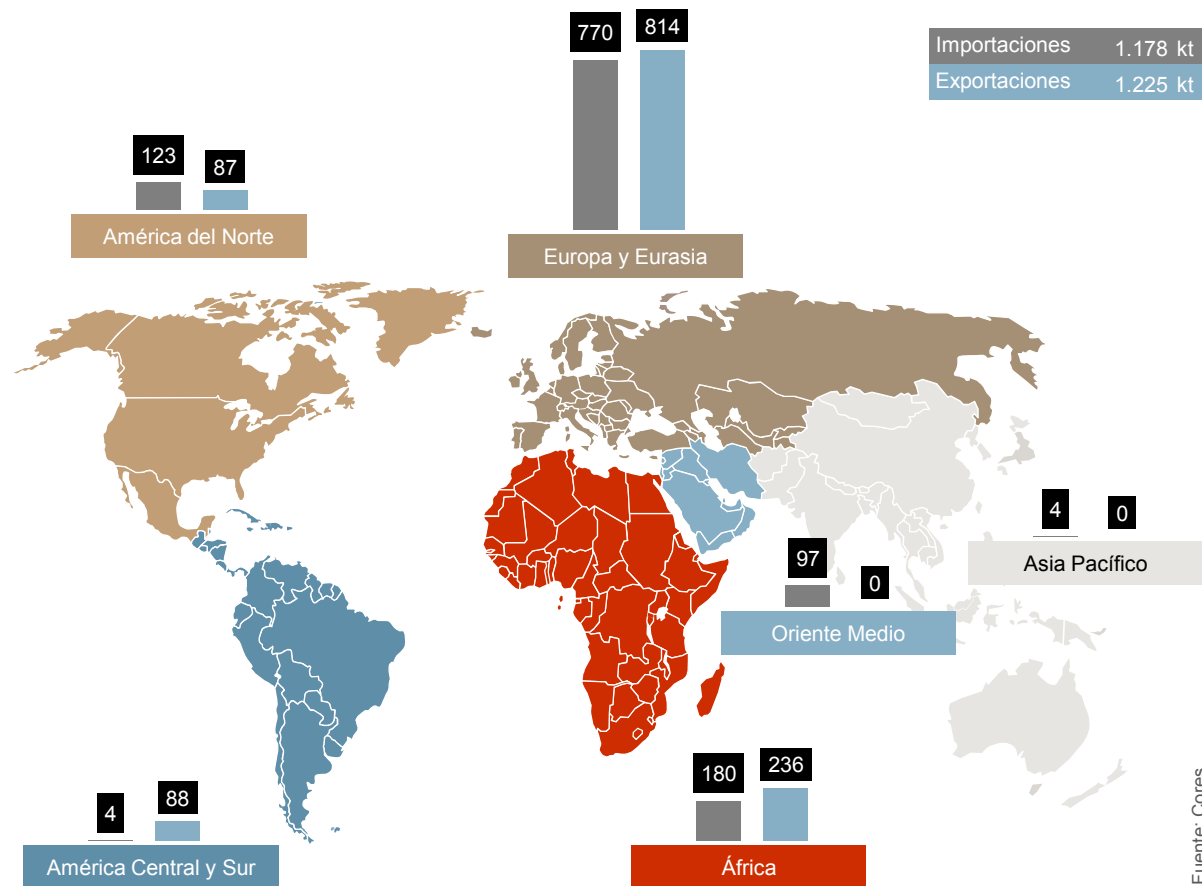 770 814
Importaciones 1.178 kt
Exportaciones 1.225 kt
123 87
América del Norte
Europa y Eurasia
4 0
Asia Pacífico
97 0
Oriente Medio
180 236
África
4 88
América Central y Sur
Fuente: Cores